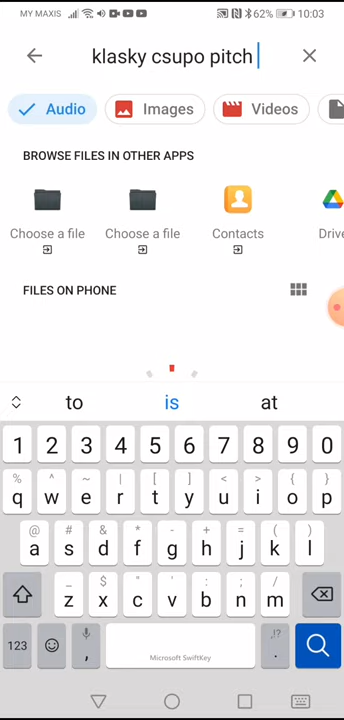 MY MAXIS 62% 10:03
klasky csupo pitch
Audio Images Videos
BROWSE FILES IN OTHER APPS
Choose a file Choose a file Contacts Drive
FILES ON PHONE
to is at
1 2 3 4 5 6 7 8 9 0
% ^ ~ | [ ] < > { }
q w e r t y u i o p
@ # & * - + = ( )
a s d f g h j k l
_ $ " ' : ; /
z x c v b n m
123 , Microsoft SwiftKey ,!? .